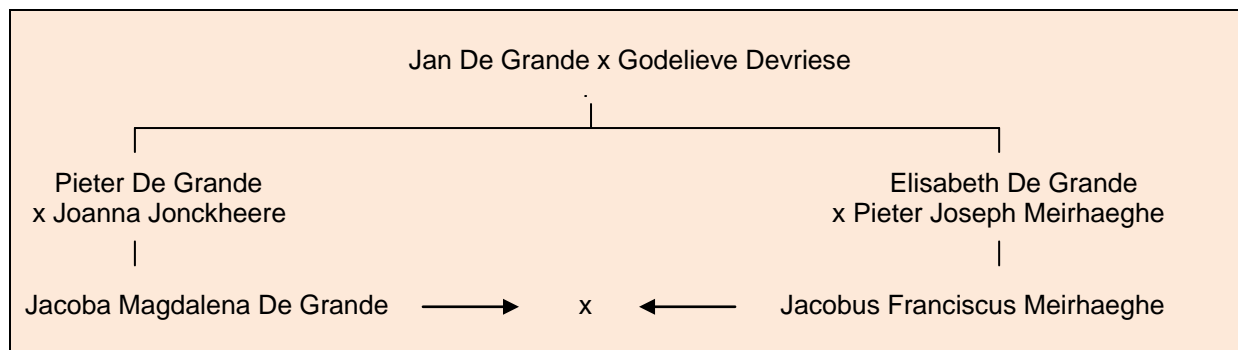 Jan De Grande x Godelieve Devriese
.
Pieter De Grande Elisabeth De Grande
x Joanna Jonckheere x Pieter Joseph Meirhaeghe
Jacoba Magdalena De Grande x Jacobus Franciscus Meirhaeghe